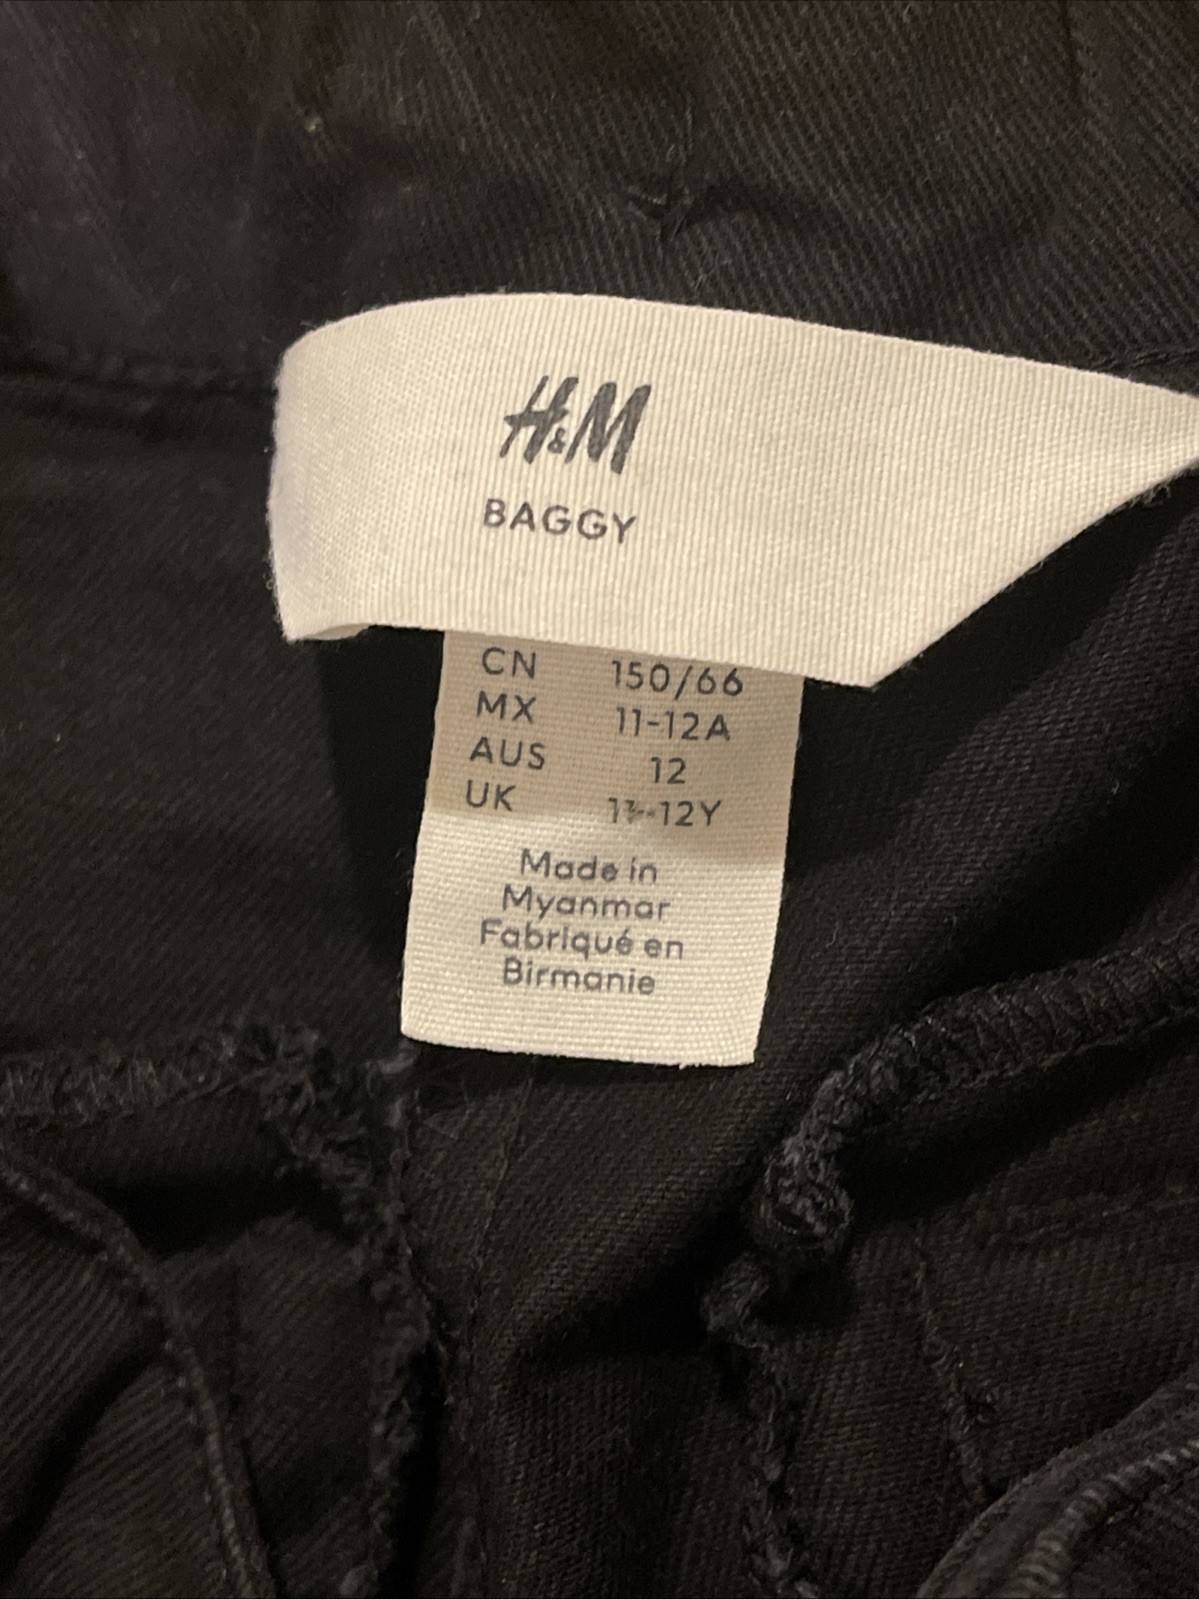 H&M
BAGGY
CN 150/66
MX 11-12A
AUS 12
UK 11-12Y
Made in
Myanmar
Fabriqué en
Birmanie